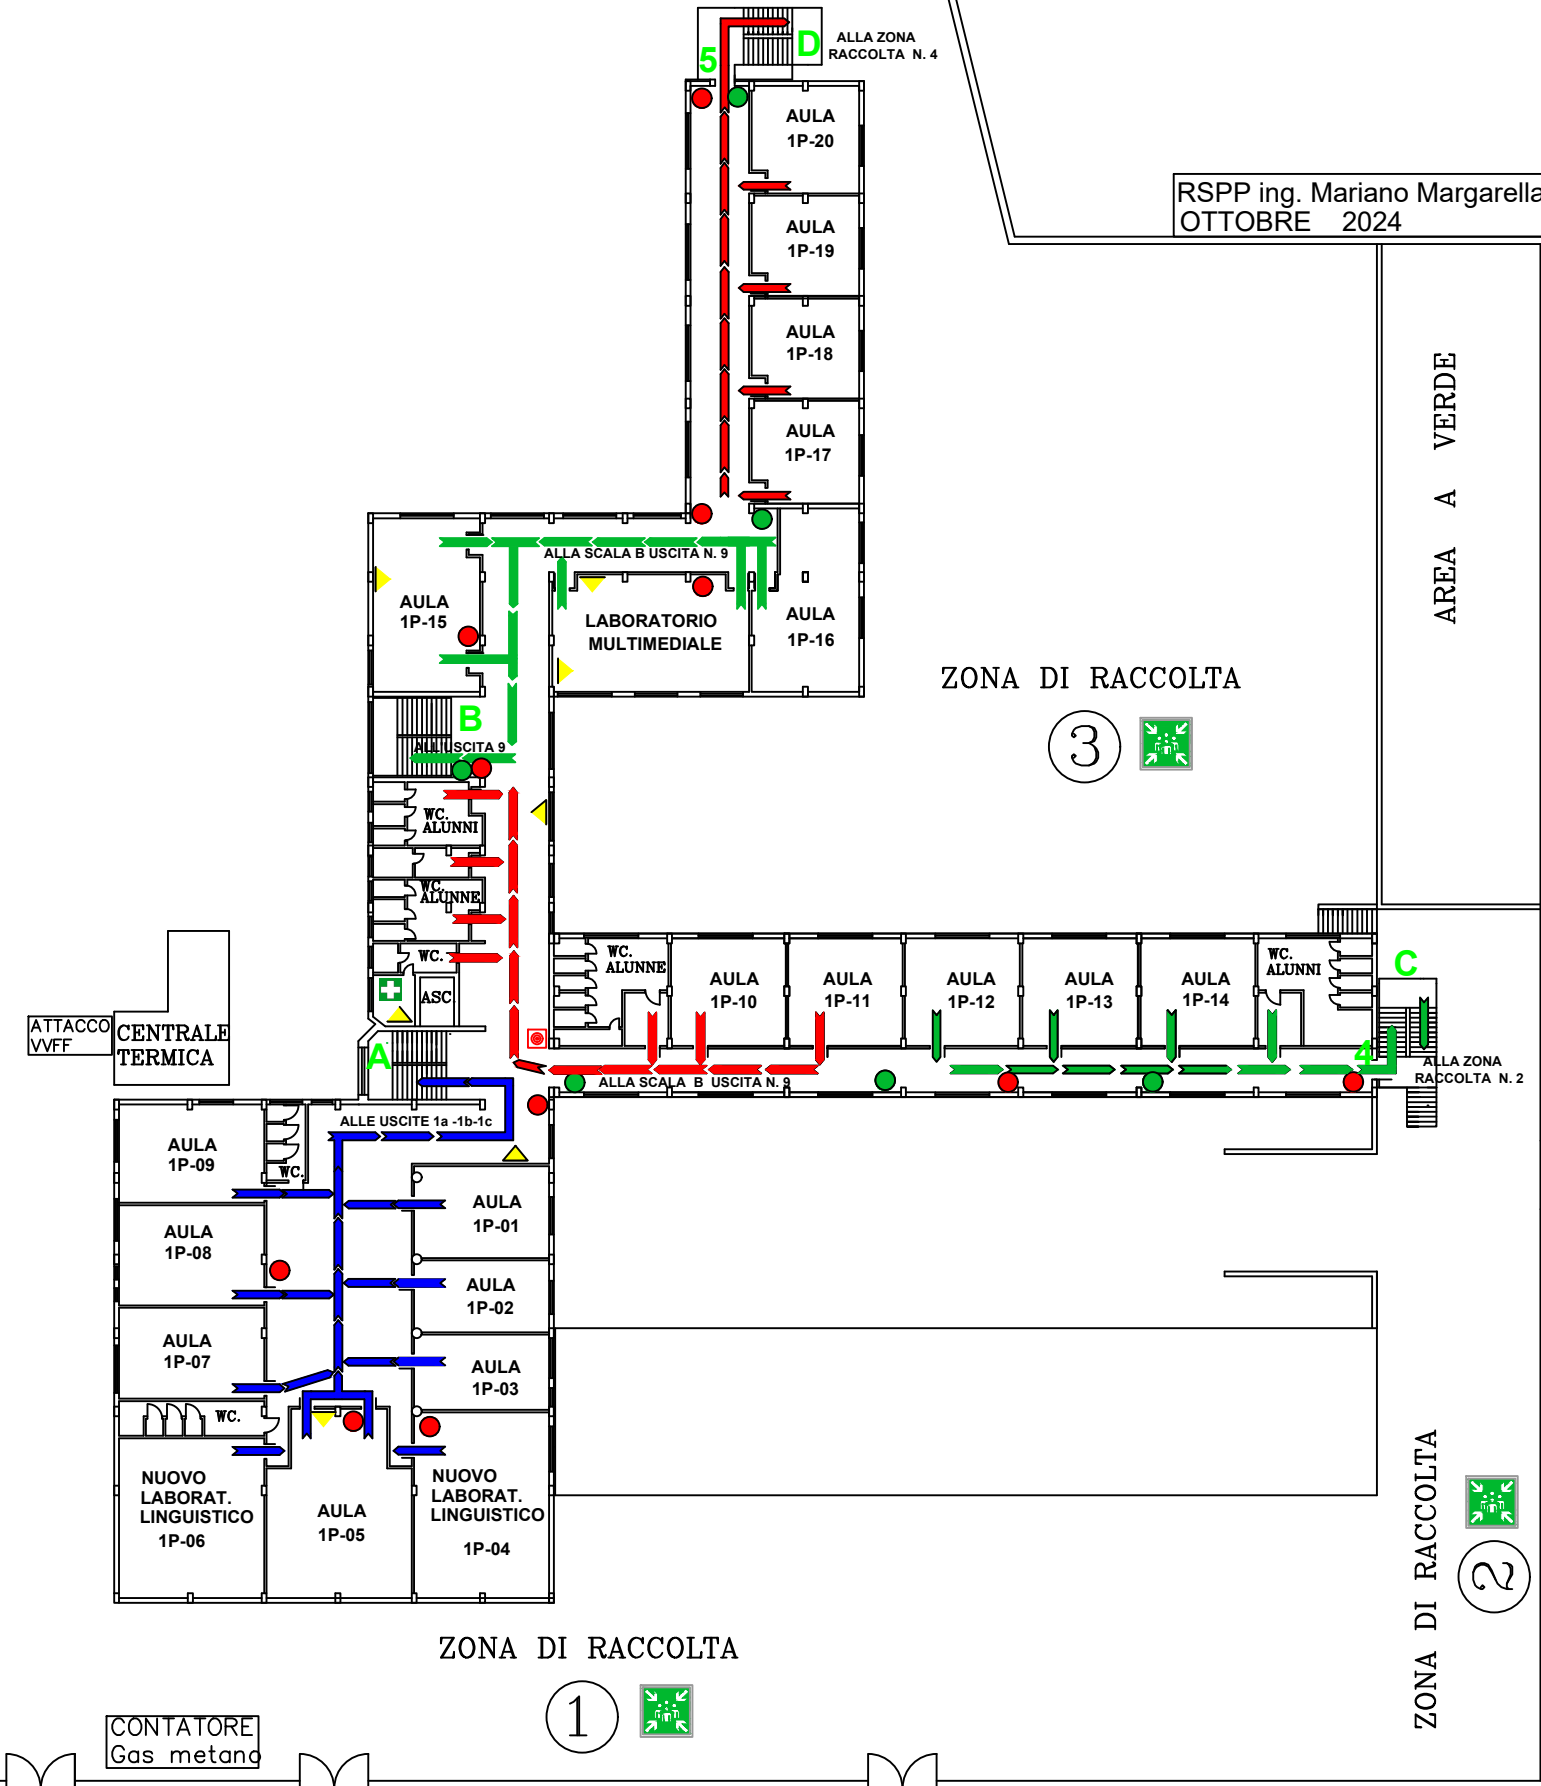 5
D
ALLA ZONA
RACCOLTA N. 4
AULA
1P-20
RSPP ing. Mariano Margarella
OTTOBRE 2024
AULA
1P-19
AULA
1P-18
AULA
1P-17
AREA A VERDE
ALLA SCALA B USCITA N. 9
AULA
1P-15
LABORATORIO
MULTIMEDIALE
AULA
1P-16
ZONA DI RACCOLTA
3
B
ALL'USCITA 9
WC.
ALUNNI
WC.
ALUNNE
WC.
ASC.
WC.
ALUNNE
AULA
1P-10
AULA
1P-11
AULA
1P-12
AULA
1P-13
AULA
1P-14
WC.
ALUNNI
C
4
ALLA ZONA
RACCOLTA N. 2
ATTACCO
VVFF
CENTRALE
TERMICA
A
ALLA SCALA B USCITA N. 9
ALLE USCITE 1a -1b-1c
AULA
1P-09
WC.
AULA
1P-01
AULA
1P-08
AULA
1P-02
AULA
1P-07
AULA
1P-03
WC.
NUOVO
LABORAT.
LINGUISTICO
1P-06
AULA
1P-05
NUOVO
LABORAT.
LINGUISTICO
1P-04
ZONA DI RACCOLTA
2
ZONA DI RACCOLTA
1
CONTATORE
Gas metano